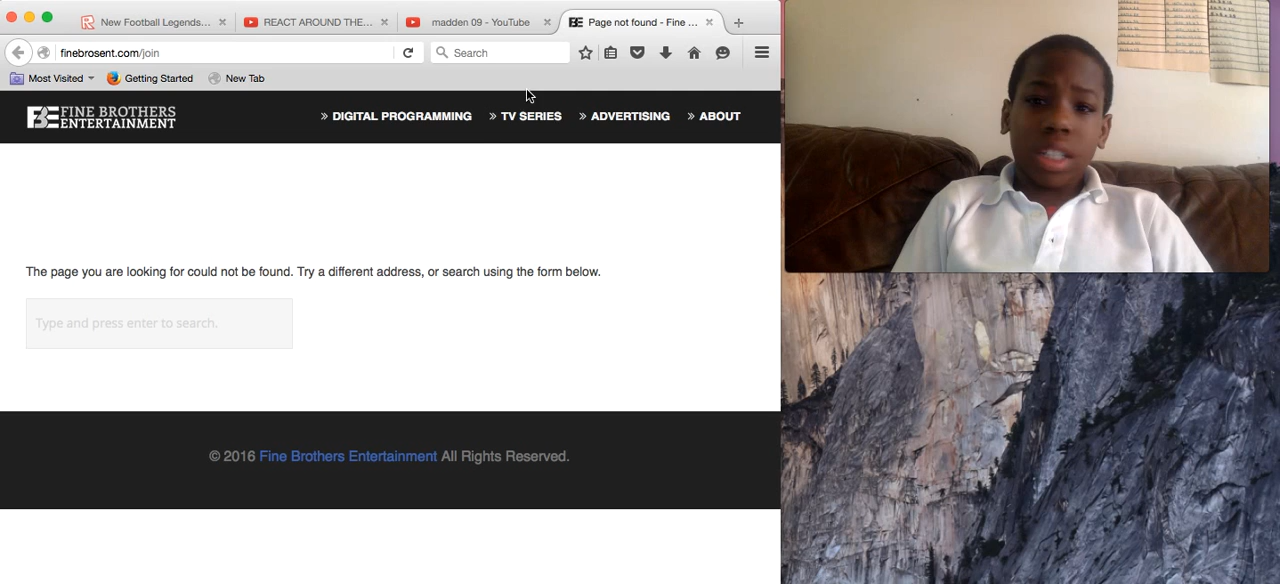 New Football Legends...
REACT AROUND THE...
madden 09 - YouTube
Page not found - Fine ...
finebrosent.com/join
Search
Most Visited
Getting Started
New Tab
FINE BROTHERS
ENTERTAINMENT
» DIGITAL PROGRAMMING
» TV SERIES
» ADVERTISING
» ABOUT
The page you are looking for could not be found. Try a different address, or search using the form below.
Type and press enter to search.
© 2016 Fine Brothers Entertainment All Rights Reserved.